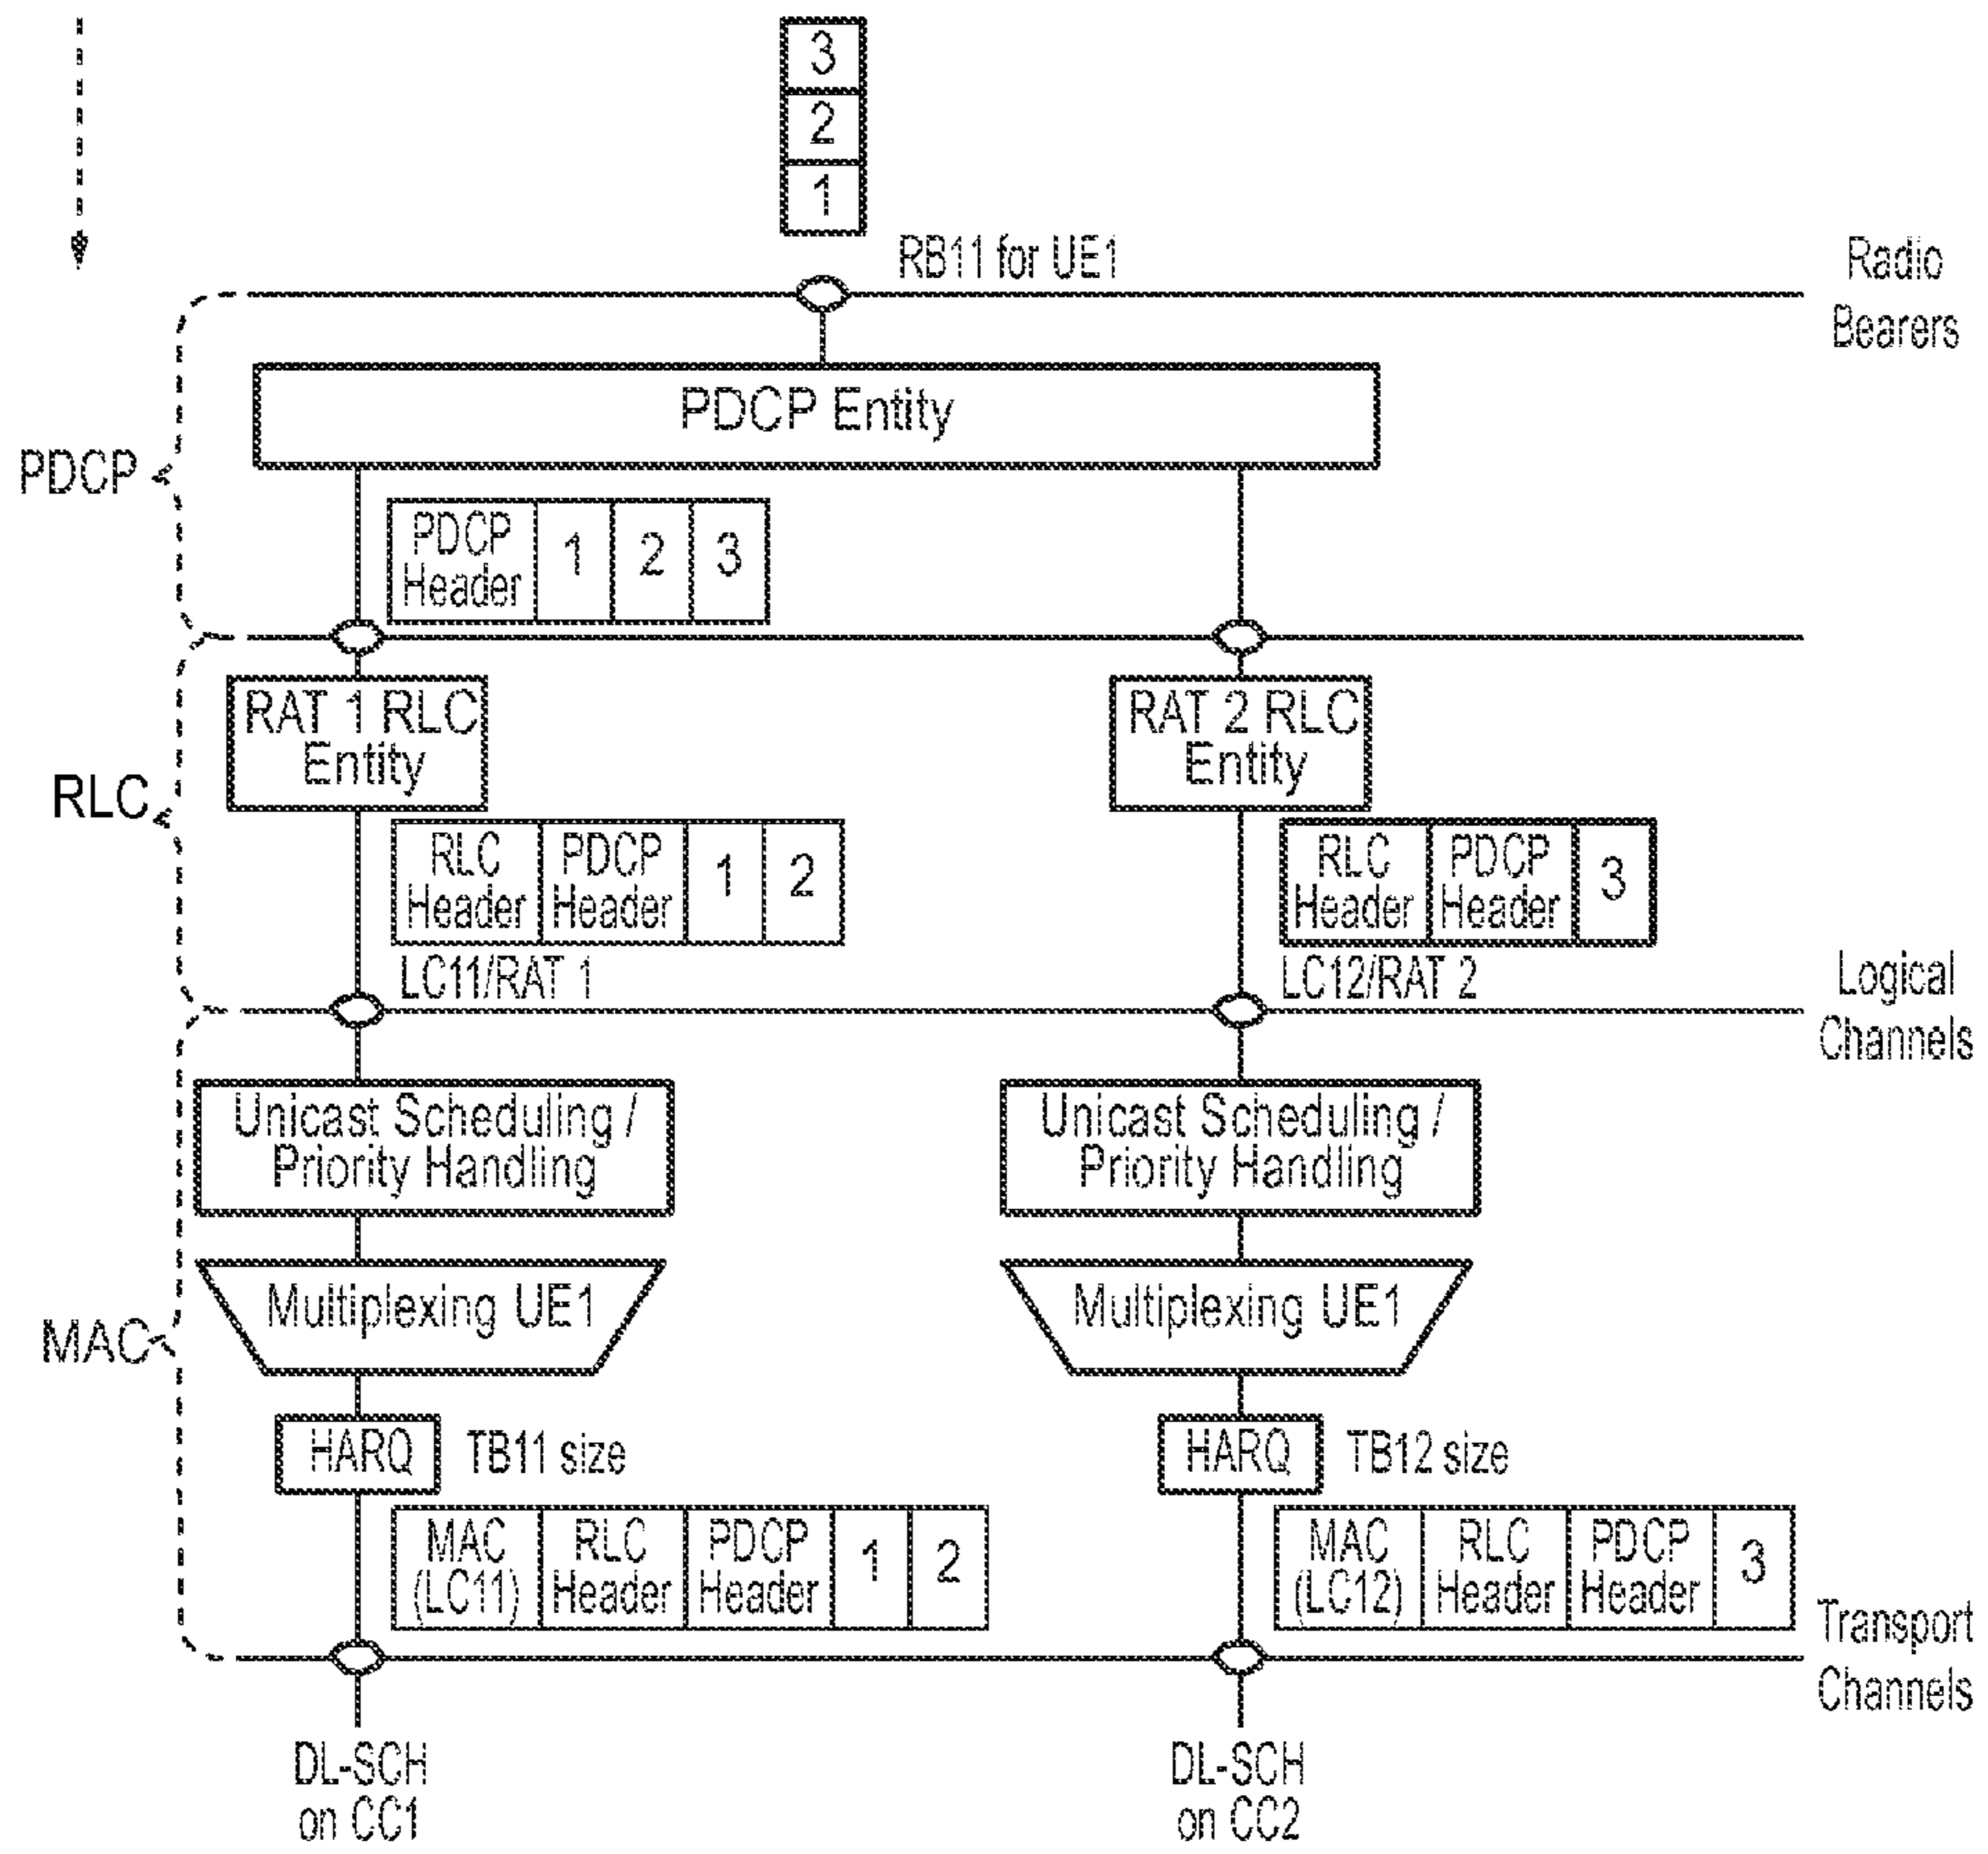 3
2
1
RB11 for UE1
Radio
Bearers
PDCP Entity
PDCP
PDCP
Header
1
2
3
RAT 1 RLC
Entity
RAT 2 RLC
Entity
RLC
RLC
Header
PDCP
Header
1
2
RLC
Header
PDCP
Header
3
LC11/RAT 1
LC12/RAT 2
Logical
Channels
Unicast Scheduling /
Priority Handling
Unicast Scheduling /
Priority Handling
Multiplexing UE1
Multiplexing UE1
MAC
HARQ
TB11 size
HARQ
TB12 size
MAC
(LC11)
RLC
Header
PDCP
Header
1
2
MAC
(LC12)
RLC
Header
PDCP
Header
3
Transport
Channels
DL-SCH
on CC1
DL-SCH
on CC2